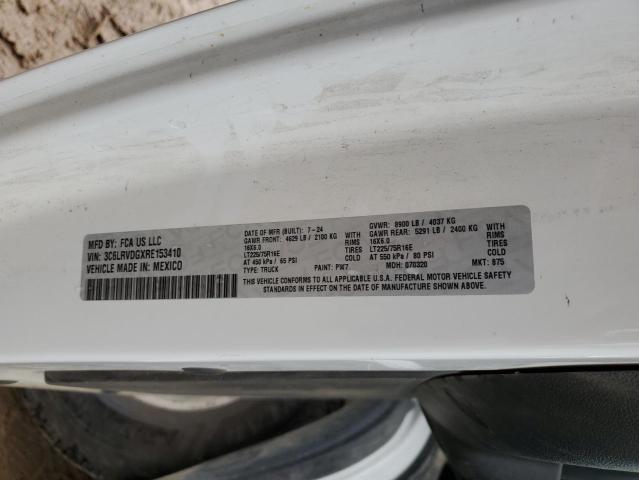 MFD BY: FCA US LLC
VIN: 3C6LRVDGXRE153410
VEHICLE MADE IN: MEXICO
DATE OF MFR (BUILT): 7-24 GVWR: 8900 LB / 4037 KG
GAWR FRONT: 4629 LB / 2100 KG WITH GAWR REAR: 5291 LB / 2400 KG WITH
16X6.0 RIMS 16X6.0 RIMS
LT225/75R16E TIRES LT225/75R16E TIRES
AT 450 kPa / 65 PSI COLD AT 550 kPa / 80 PSI COLD
TYPE: TRUCK PAINT: PW7 MDH: 070320 MKT: 875
THIS VEHICLE CONFORMS TO ALL APPLICABLE U.S.A. FEDERAL MOTOR VEHICLE SAFETY
STANDARDS IN EFFECT ON THE DATE OF MANUFACTURE SHOWN ABOVE.